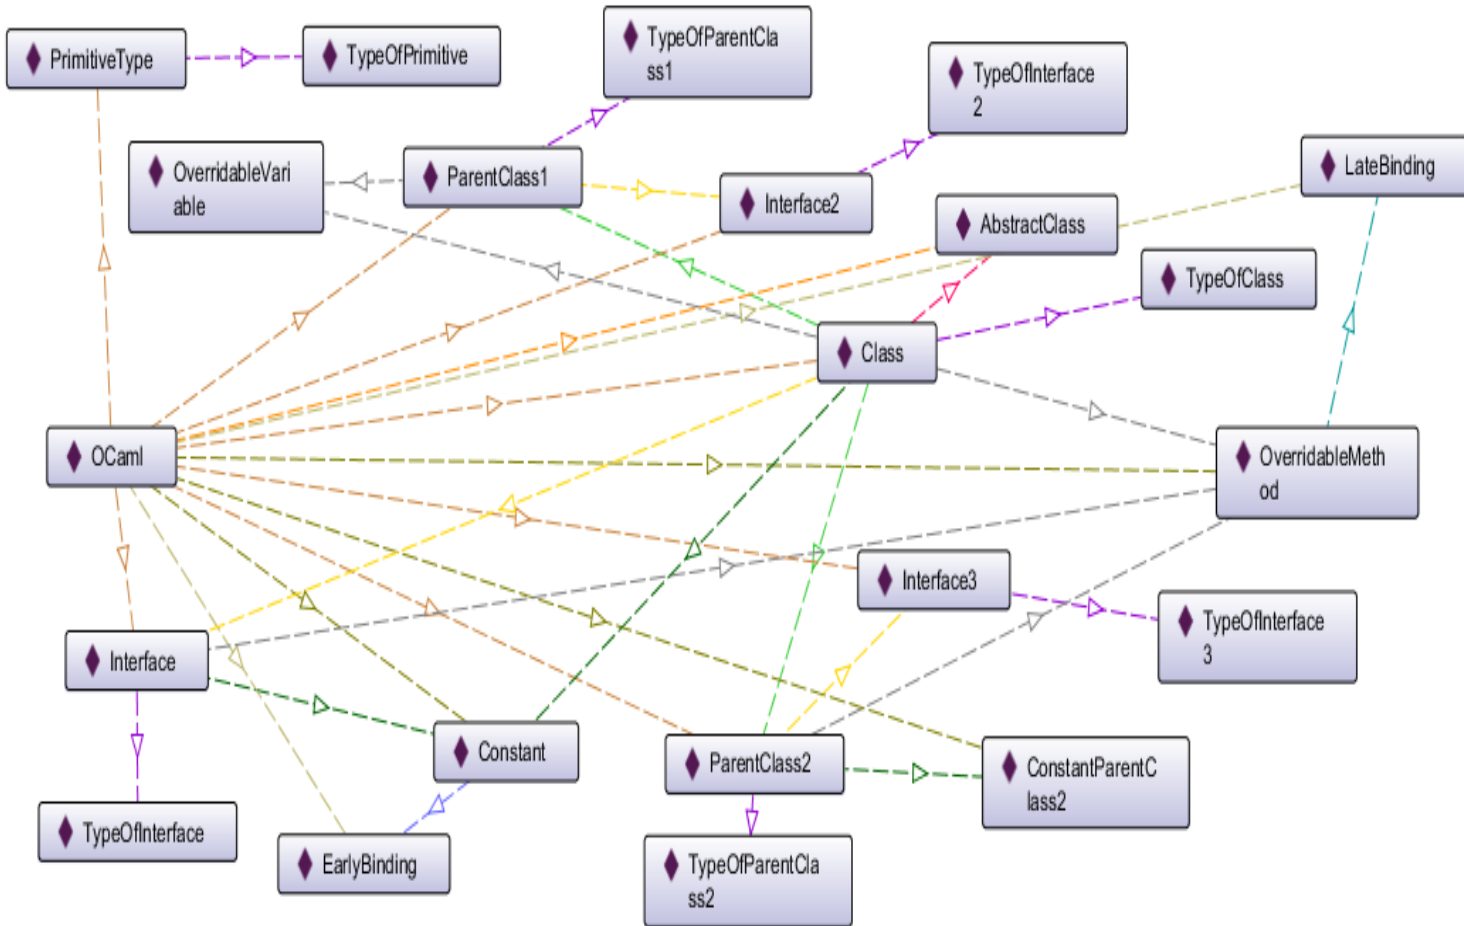 PrimitiveType
TypeOfPrimitive
TypeOfParentCla
ss1
TypeOfInterface
2
OverridableVari
able
ParentClass1
Interface2
AbstractClass
LateBinding
TypeOfClass
Class
OCaml
OverridableMeth
od
Interface3
TypeOfInterface
3
Interface
Constant
ParentClass2
ConstantParentC
lass2
TypeOfInterface
EarlyBinding
TypeOfParentCla
ss2